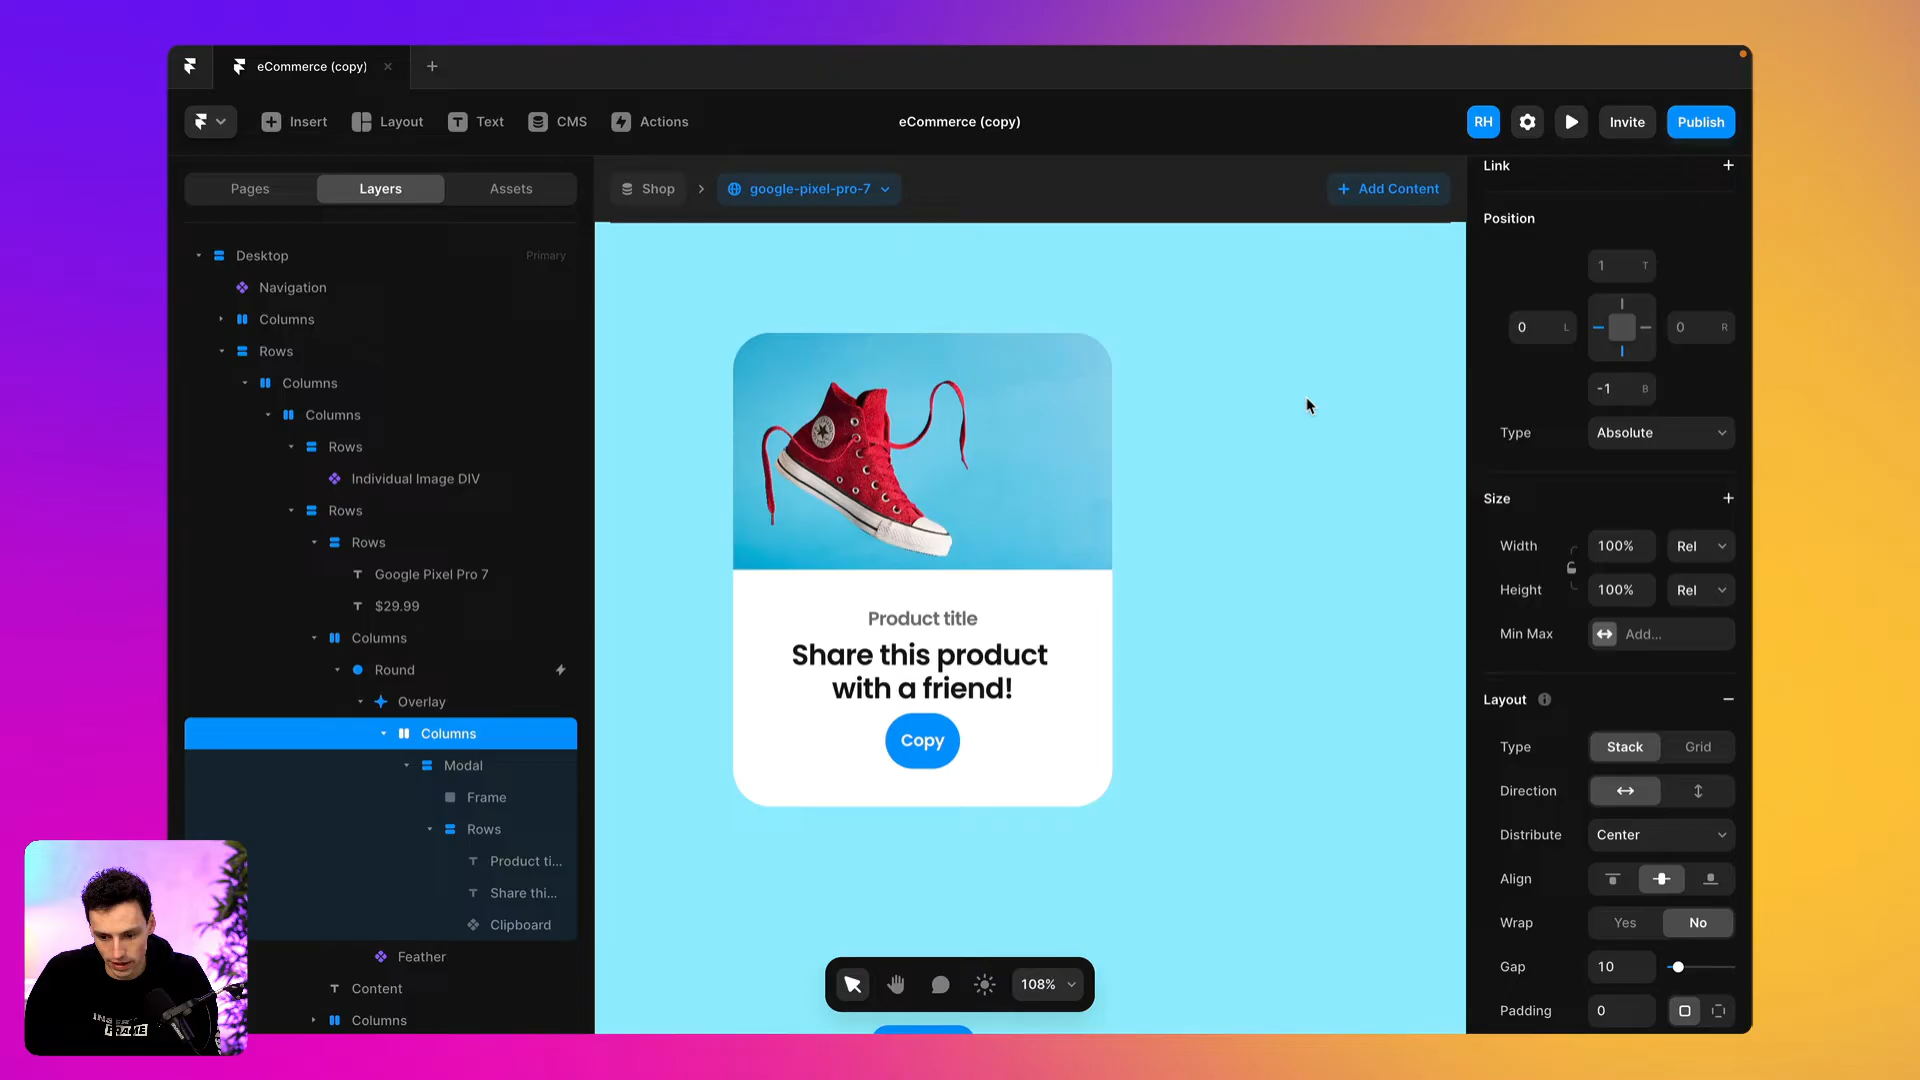 eCommerce (copy)
Insert
Layout
Text
CMS
Actions
eCommerce (copy)
RH
Invite
Publish
Pages
Layers
Assets
Shop
google-pixel-pro-7
Add Content
Desktop
Primary
Navigation
Columns
Rows
Columns
Columns
Rows
Individual Image DIV
Rows
Rows
Google Pixel Pro 7
$29.99
Columns
Round
Overlay
Columns
Modal
Frame
Rows
Product ti...
Share thi...
Clipboard
Feather
Content
Columns
Product title
Share this product
with a friend!
Copy
108%
Link
Position
1 T
0 L
0 R
-1 B
Type
Absolute
Size
Width
100%
Rel
Height
100%
Rel
Min Max
Add...
Layout
Type
Stack
Grid
Direction
Distribute
Center
Align
Wrap
Yes
No
Gap
10
Padding
0
FRAME